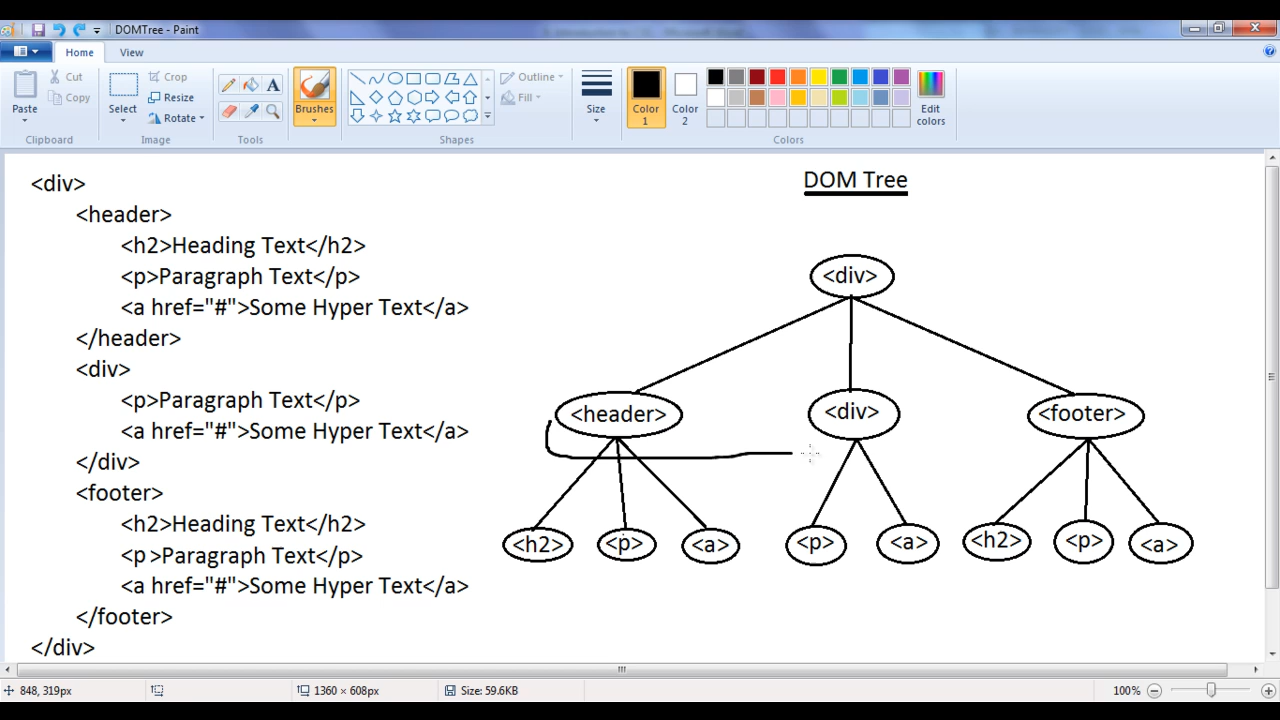 DOMTree - Paint
Home View
Paste
Cut
Copy
Clipboard
Select
Crop
Resize
Rotate
Image
A
Tools
Brushes
Outline
Fill
Shapes
Size
Color 1
Color 2
Edit colors
Colors
<div>
<header>
<h2>Heading Text</h2>
<p>Paragraph Text</p>
<a href="#">Some Hyper Text</a>
</header>
<div>
<p>Paragraph Text</p>
<a href="#">Some Hyper Text</a>
</div>
<footer>
<h2>Heading Text</h2>
<p >Paragraph Text</p>
<a href="#">Some Hyper Text</a>
</footer>
</div>
DOM Tree
<div>
<header> <div> <footer>
<h2> <p> <a> <p> <a> <h2> <p> <a>
848, 319px 1360 × 608px Size: 59.6KB 100%